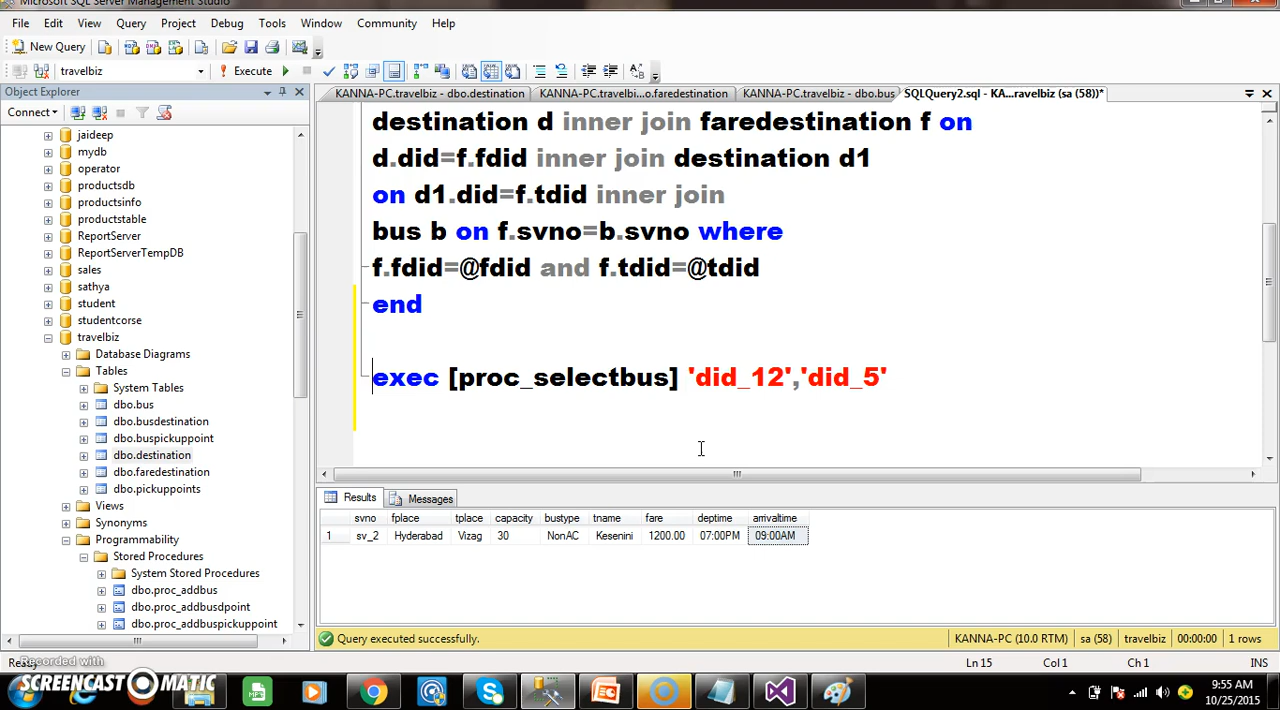 Microsoft SQL Server Management Studio
File Edit View Query Project Debug Tools Window Community Help
New Query
travelbiz Execute
Object Explorer
KANNA-PC.travelbiz - dbo.destination KANNA-PC.travelbi...o.faredestination KANNA-PC.travelbiz - dbo.bus SQLQuery2.sql - KA...ravelbiz (sa (58))*
Connect
jaideep
mydb
operator
productsdb
productsinfo
productstable
ReportServer
ReportServerTempDB
sales
sathya
student
studentcorse
travelbiz
Database Diagrams
Tables
System Tables
dbo.bus
dbo.busdestination
dbo.buspickuppoint
dbo.destination
dbo.faredestination
dbo.pickuppoints
Views
Synonyms
Programmability
Stored Procedures
System Stored Procedures
dbo.proc_addbus
dbo.proc_addbusdpoint
dbo.proc_addbuspickuppoint
destination d inner join faredestination f on
d.did=f.fdid inner join destination d1
on d1.did=f.tdid inner join
bus b on f.svno=b.svno where
f.fdid=@fdid and f.tdid=@tdid
end
exec [proc_selectbus] 'did_12','did_5'
Results Messages
svno fplace tplace capacity bustype tname fare deptime arrivaltime
1 sv_2 Hyderabad Vizag 30 NonAC Kesenini 1200.00 07:00PM 09:00AM
Query executed successfully. KANNA-PC (10.0 RTM) sa (58) travelbiz 00:00:00 1 rows
Ready Ln 15 Col 1 Ch 1 INS
Recorded with
SCREENCAST MATIC
MP3
9:55 AM
10/25/2015